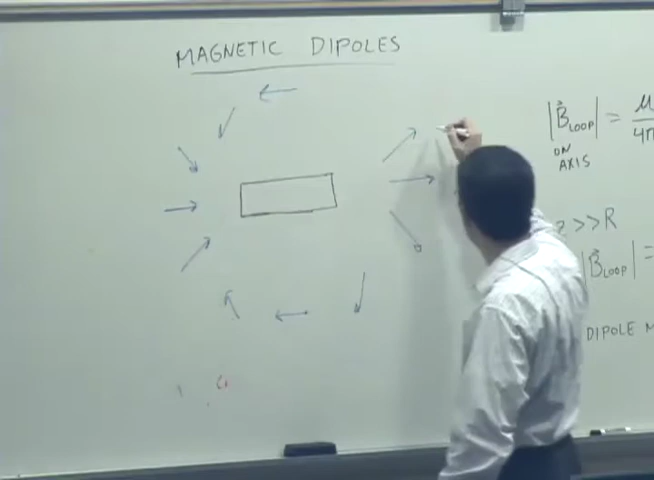 MAGNETIC DIPOLES
|B⃗ LOOP| = μ
4π
ON
AXIS
z >> R
|B⃗ LOOP| =
DIPOLE M